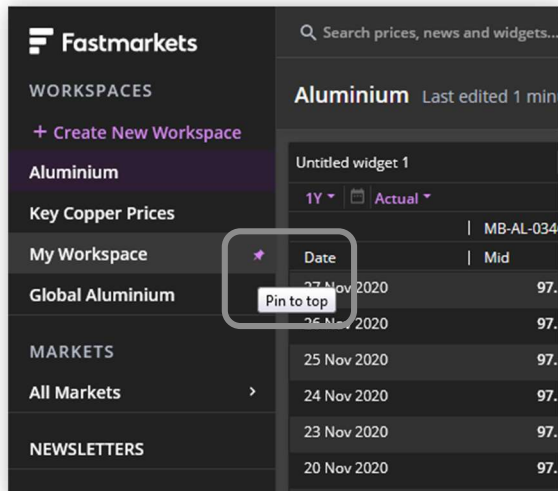 Fastmarkets
WORKSPACES
+ Create New Workspace
Aluminium
Key Copper Prices
My Workspace
Global Aluminium
Pin to top
MARKETS
All Markets
NEWSLETTERS
Search prices, news and widgets...
Aluminium Last edited 1 min
Untitled widget 1
1Y Actual
MB-AL-034
Date Mid
27 Nov 2020 97.
26 Nov 2020 97.
25 Nov 2020 97.
24 Nov 2020 97.
23 Nov 2020 97.
20 Nov 2020 97.